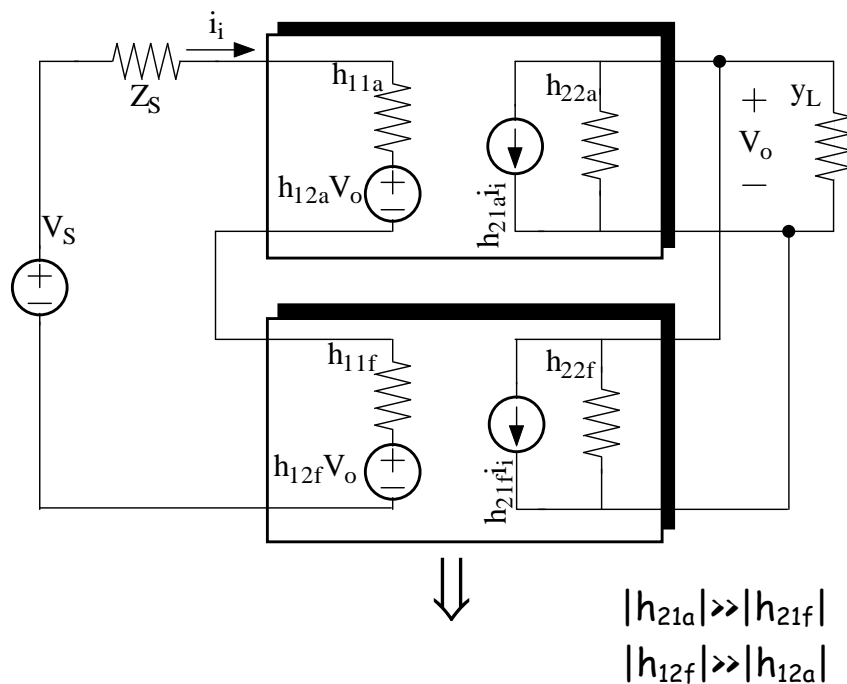 i_i
Z_S
h_11a
h_22a
y_L
+
V_o
−
+
−
h_12aV_o
h_21ai_i
V_S
+
−
h_11f
h_22f
+
−
h_12fV_o
h_21fi_i
⇓
|h_21a|>>|h_21f|
|h_12f|>>|h_12a|